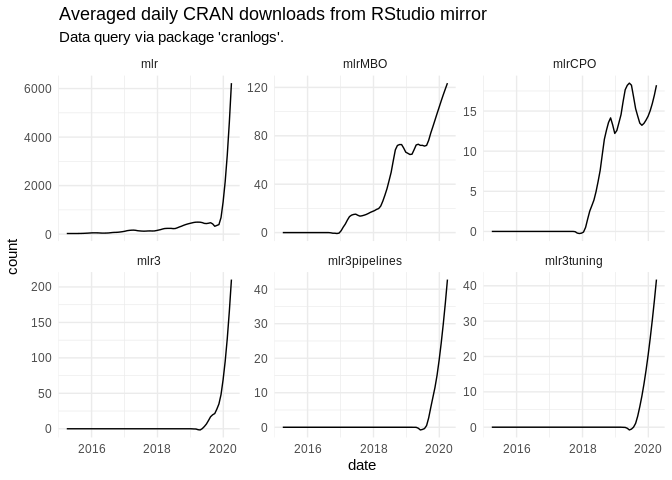 Averaged daily CRAN downloads from RStudio mirror
Data query via package 'cranlogs'.
mlr
mlrMBO
mlrCPO
6000
4000
2000
0
120
80
40
0
15
10
5
0
count
mlr3
mlr3pipelines
mlr3tuning
200
150
100
50
0
40
30
20
10
0
40
30
20
10
0
2016 2018 2020
2016 2018 2020
2016 2018 2020
date